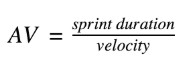 AV = sprint duration / velocity